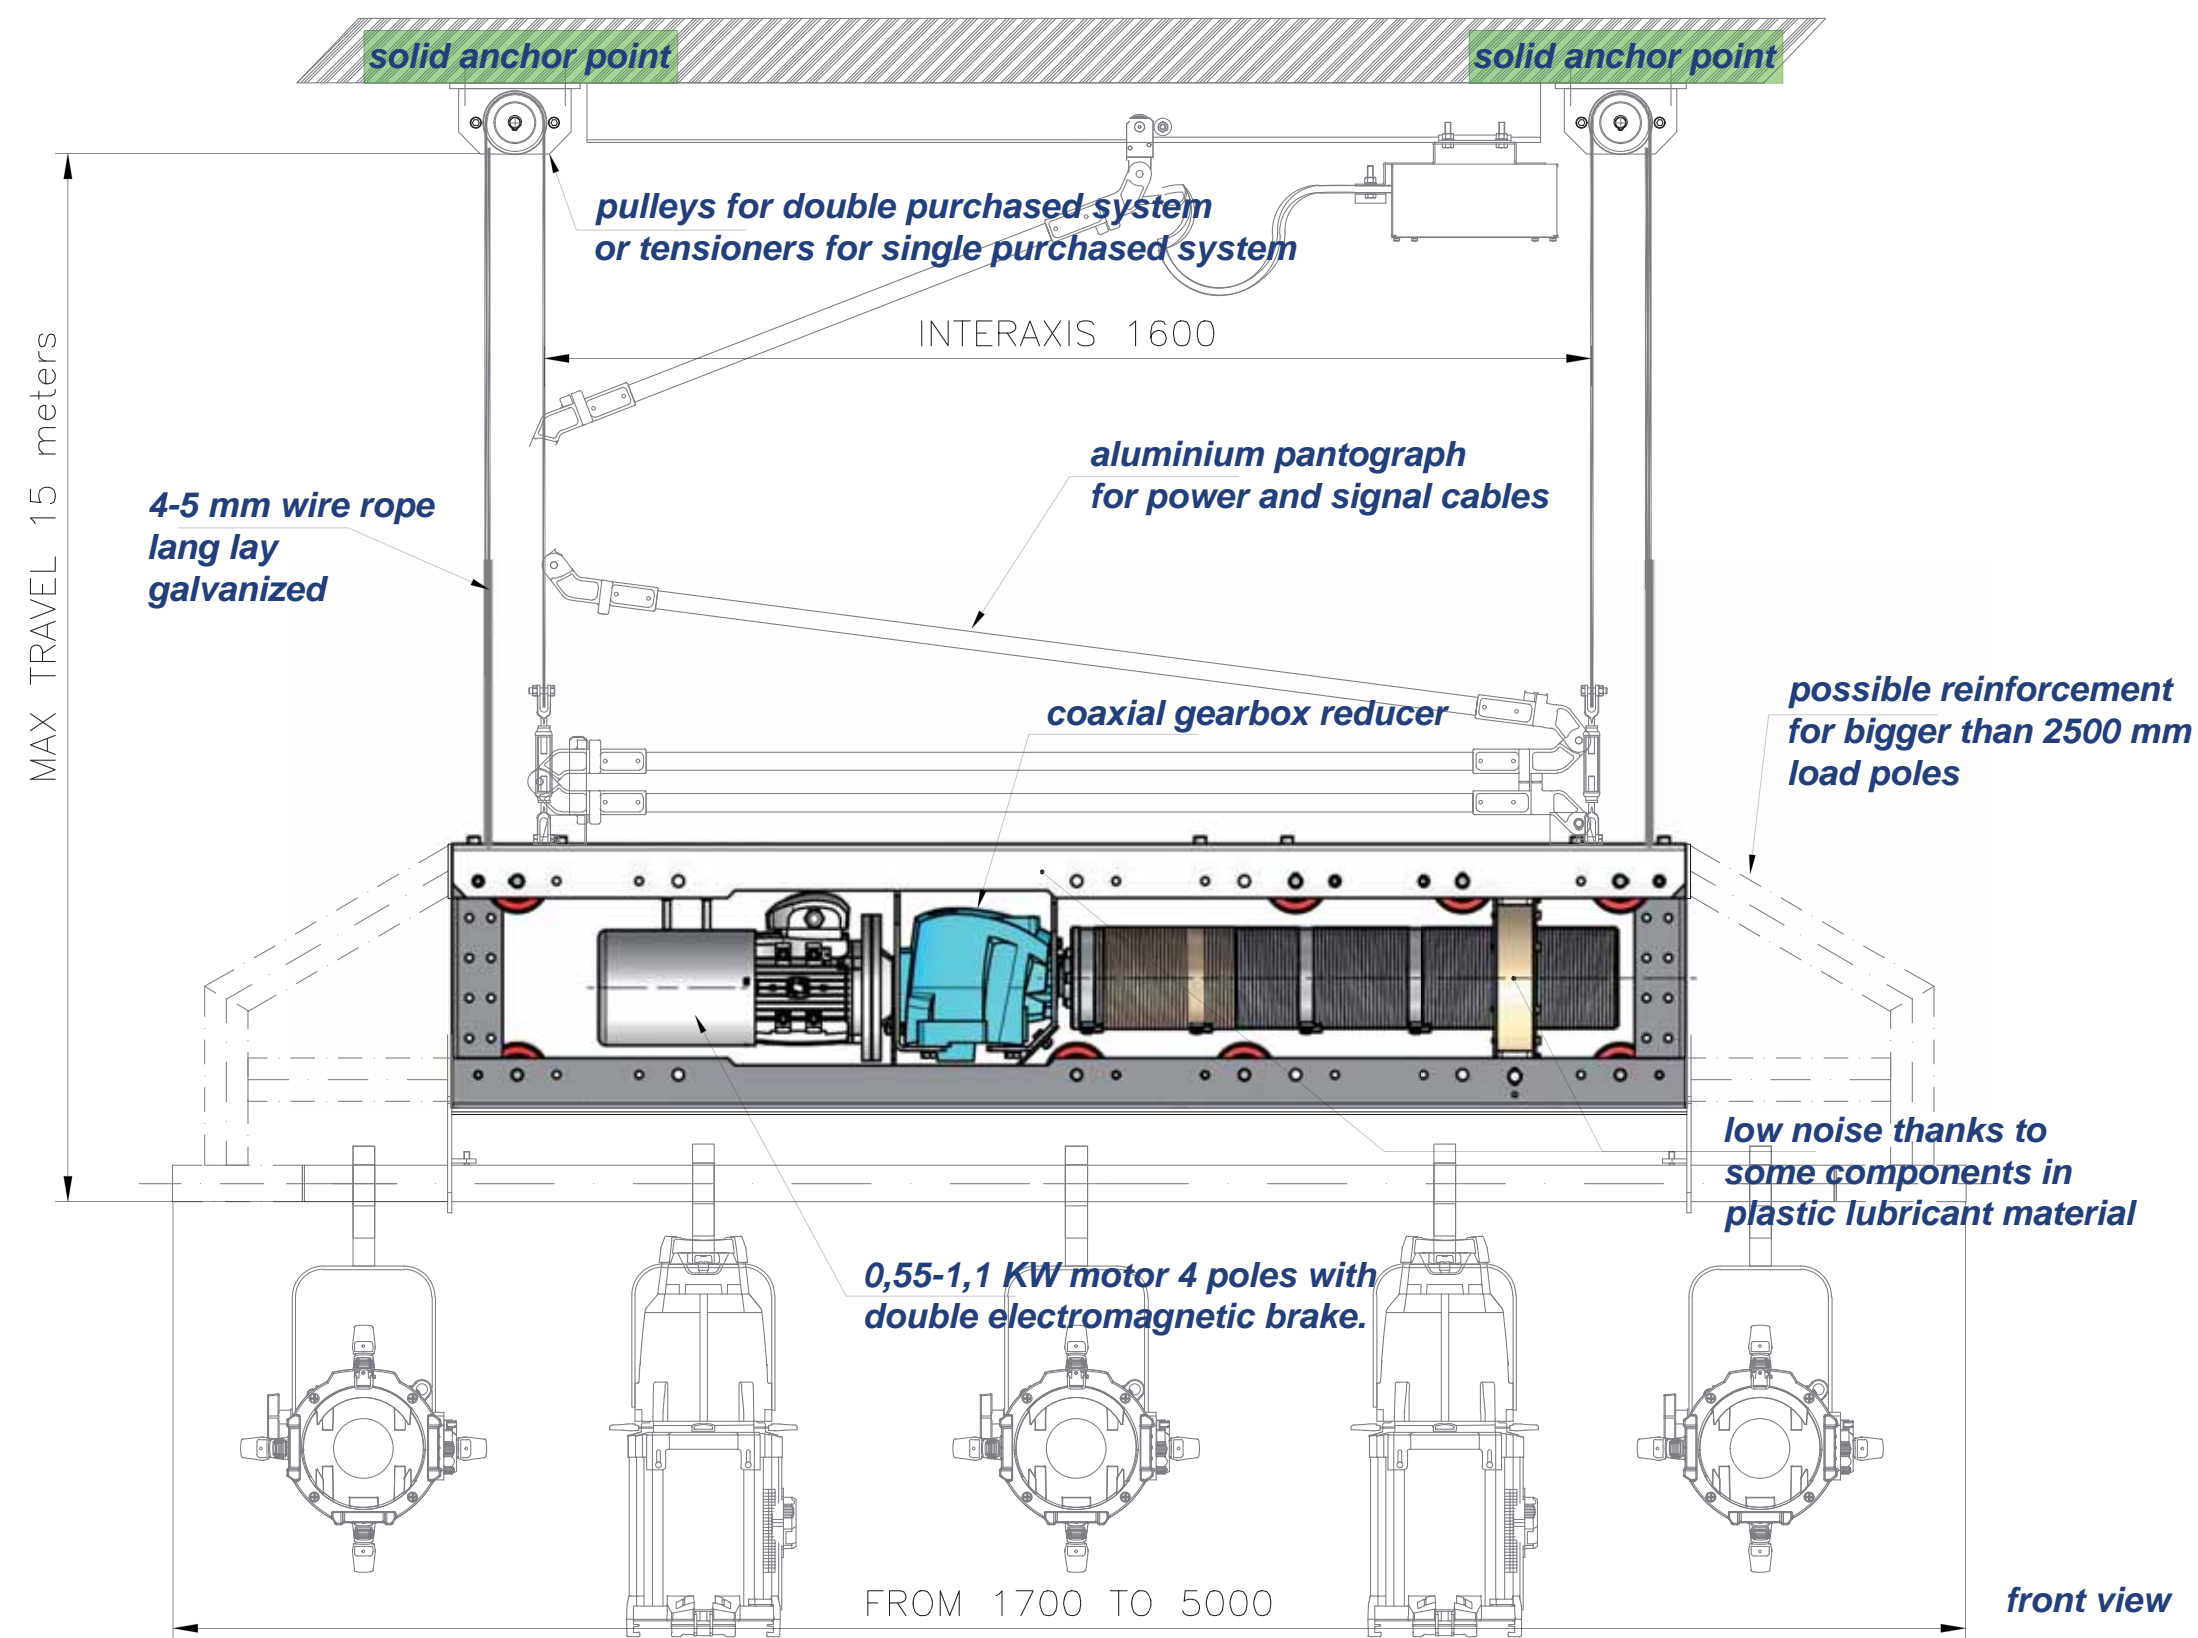 solid anchor point
solid anchor point
pulleys for double purchased system
or tensioners for single purchased system
INTERAXIS 1600
MAX TRAVEL 15 meters
aluminium pantograph
for power and signal cables
4-5 mm wire rope
lang lay
galvanized
coaxial gearbox reducer
possible reinforcement
for bigger than 2500 mm
load poles
low noise thanks to
some components in
plastic lubricant material
0,55-1,1 KW motor 4 poles with
double electromagnetic brake.
FROM 1700 TO 5000
front view